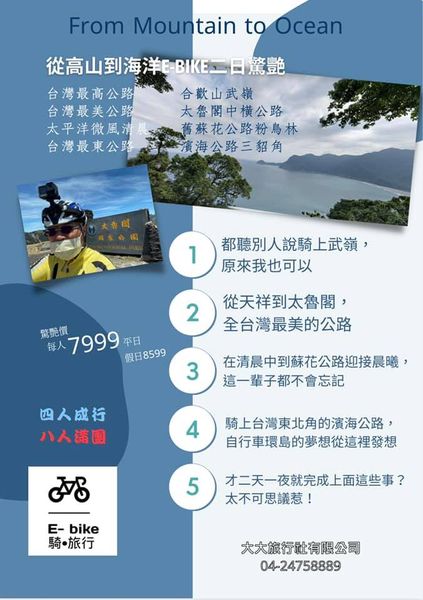 From Mountain to Ocean
從高山到海洋E-BIKE二日驚艷
台灣最高公路 合歡山武嶺
台灣最美公路 太魯閣中橫公路
太平洋微風清晨 舊蘇花公路粉鳥林
台灣最東公路 濱海公路三貂角
太魯閣
國家公園
1
都聽別人說騎上武嶺，
原來我也可以
2
從天祥到太魯閣，
全台灣最美的公路
驚艷價
每人 7999 平日
假日8599
3
在清晨中到蘇花公路迎接晨曦，
這一輩子都不會忘記
四人成行
八人滿團
4
騎上台灣東北角的濱海公路，
自行車環島的夢想從這裡發想
5
才二天一夜就完成上面這些事？
太不可思議惹！
E- bike
騎•旅行
大大旅行社有限公司
04-24758889